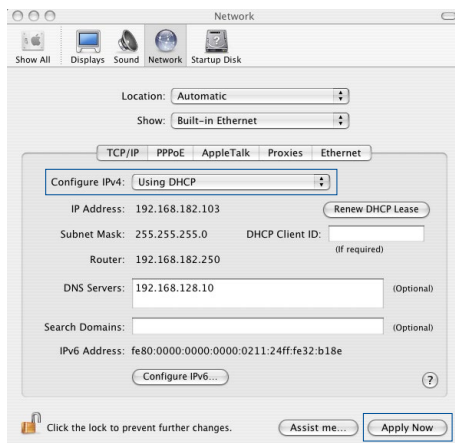 Network
Show All Displays Sound Network Startup Disk
Location: Automatic
Show: Built-in Ethernet
TCP/IP PPPoE AppleTalk Proxies Ethernet
Configure IPv4: Using DHCP
IP Address: 192.168.182.103 Renew DHCP Lease
Subnet Mask: 255.255.255.0 DHCP Client ID:
(If required)
Router: 192.168.182.250
DNS Servers: 192.168.128.10 (Optional)
Search Domains: (Optional)
IPv6 Address: fe80:0000:0000:0000:0211:24ff:fe32:b18e
Configure IPv6... ?
Click the lock to prevent further changes. Assist me... Apply Now